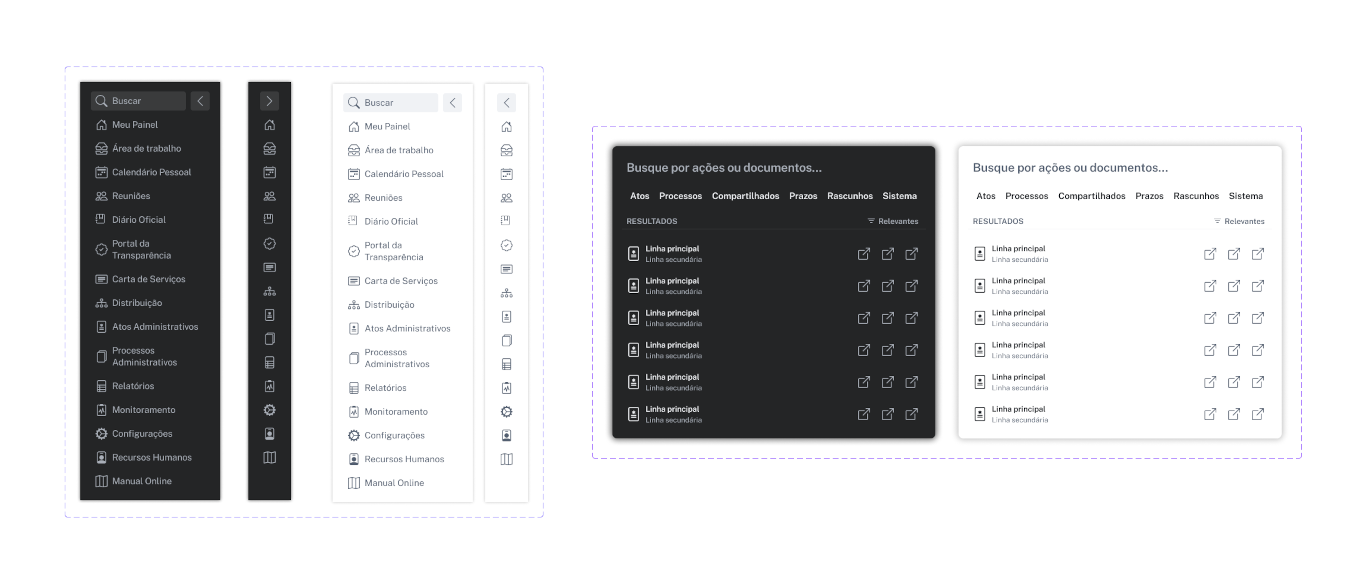 Buscar
Meu Painel
Área de trabalho
Calendário Pessoal
Reuniões
Diário Oficial
Portal da
Transparência
Carta de Serviços
Distribuição
Atos Administrativos
Processos
Administrativos
Relatórios
Monitoramento
Configurações
Recursos Humanos
Manual Online
Buscar
Meu Painel
Área de trabalho
Calendário Pessoal
Reuniões
Diário Oficial
Portal da
Transparência
Carta de Serviços
Distribuição
Atos Administrativos
Processos
Administrativos
Relatórios
Monitoramento
Configurações
Recursos Humanos
Manual Online
Busque por ações ou documentos...
Atos Processos Compartilhados Prazos Rascunhos Sistema
RESULTADOS Relevantes
Linha principal
Linha secundária
Linha principal
Linha secundária
Linha principal
Linha secundária
Linha principal
Linha secundária
Linha principal
Linha secundária
Linha principal
Linha secundária
Busque por ações ou documentos...
Atos Processos Compartilhados Prazos Rascunhos Sistema
RESULTADOS Relevantes
Linha principal
Linha secundária
Linha principal
Linha secundária
Linha principal
Linha secundária
Linha principal
Linha secundária
Linha principal
Linha secundária
Linha principal
Linha secundária